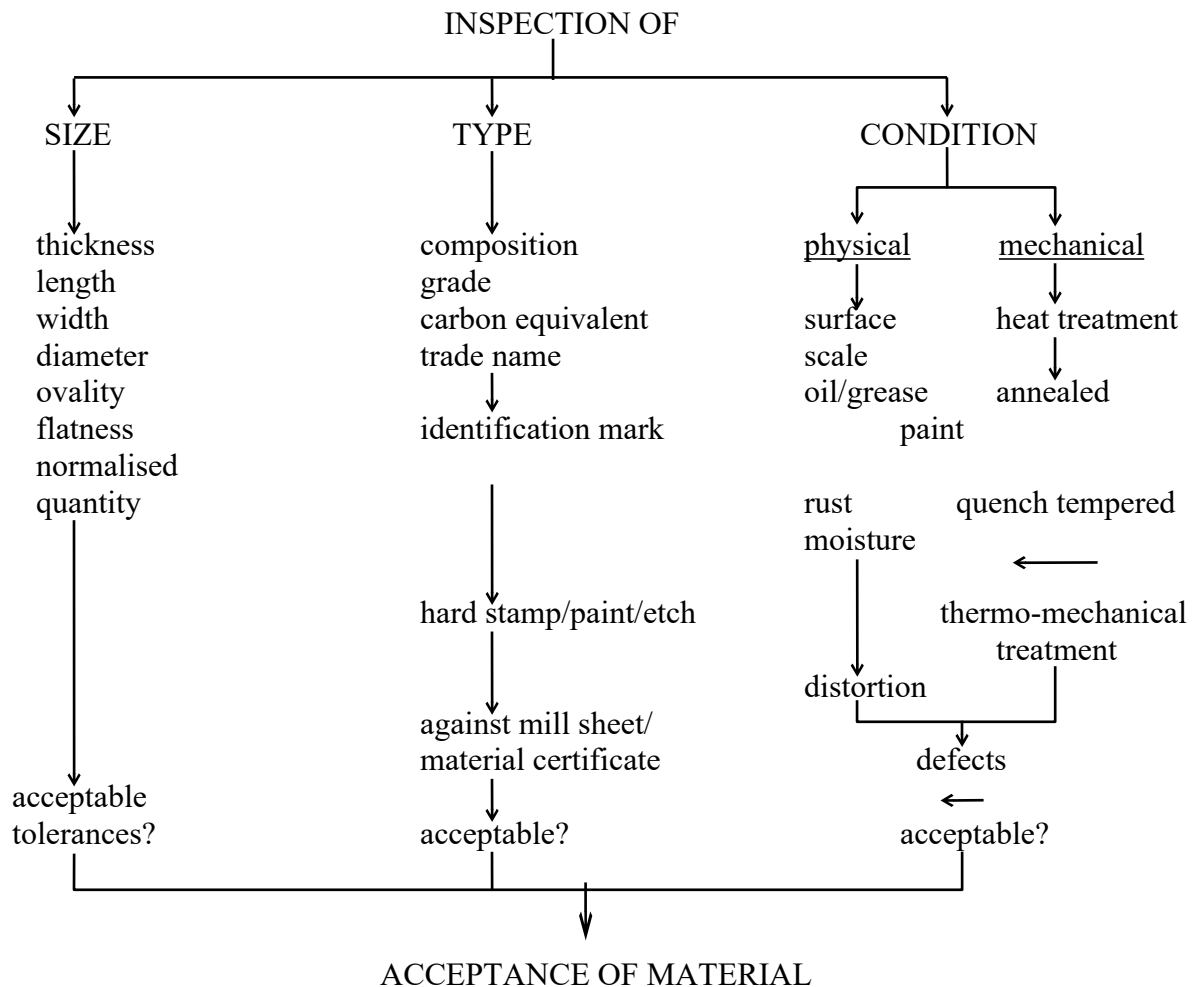 INSPECTION OF
SIZE
TYPE
CONDITION
thickness
length
width
diameter
ovality
flatness
normalised
quantity
acceptable
tolerances?
composition
grade
carbon equivalent
trade name
identification mark
hard stamp/paint/etch
against mill sheet/
material certificate
acceptable?
physical
surface
scale
oil/grease
paint
rust
moisture
distortion
mechanical
heat treatment
annealed
quench tempered
thermo-mechanical
treatment
defects
acceptable?
ACCEPTANCE OF MATERIAL